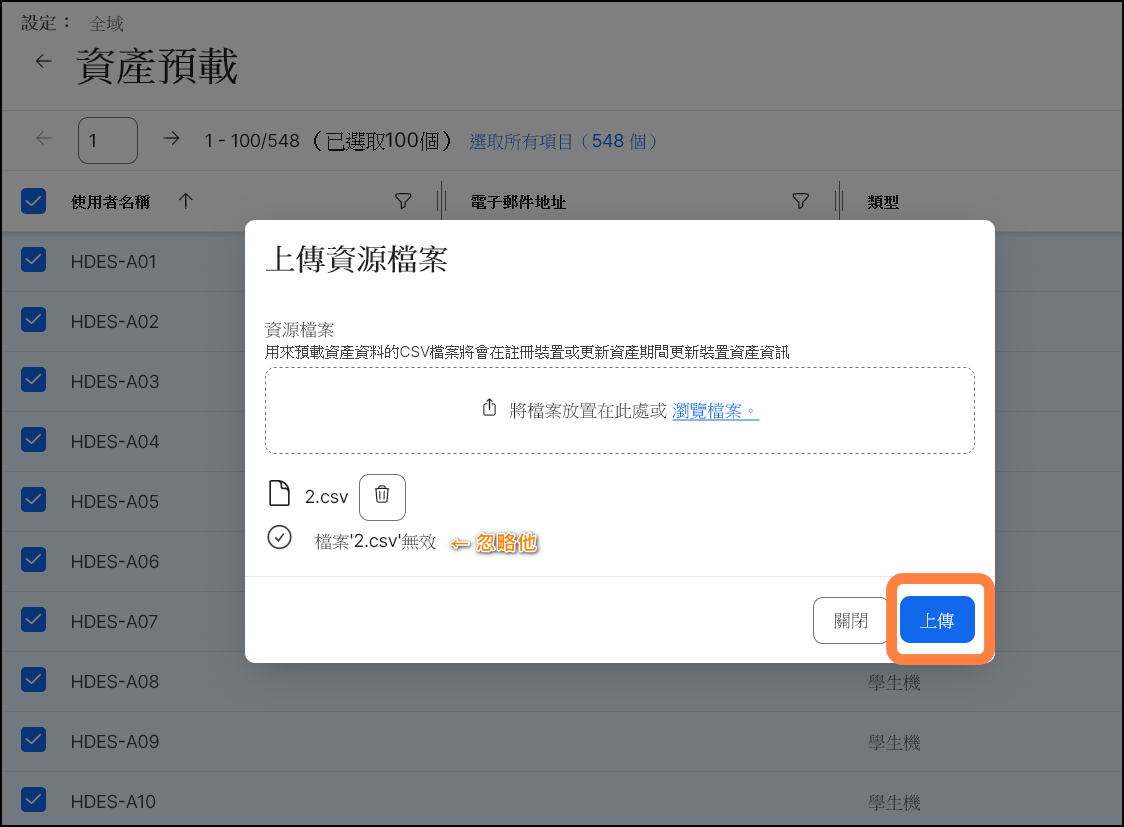 設定： 全域
← 資產預載
← 1 → 1 - 100/548 （已選取100個） 選取所有項目（548 個）
使用者名稱 ↑ 電子郵件地址 類型
HDES-A01
HDES-A02
HDES-A03
HDES-A04
HDES-A05
HDES-A06
HDES-A07
HDES-A08 學生機
HDES-A09 學生機
HDES-A10 學生機
上傳資源檔案
資源檔案
用來預載資產資料的CSV檔案將會在註冊裝置或更新資產期間更新裝置資產資訊
將檔案放置在此處或 瀏覽檔案。
2.csv
檔案'2.csv'無效 ← 忽略他
關閉 上傳